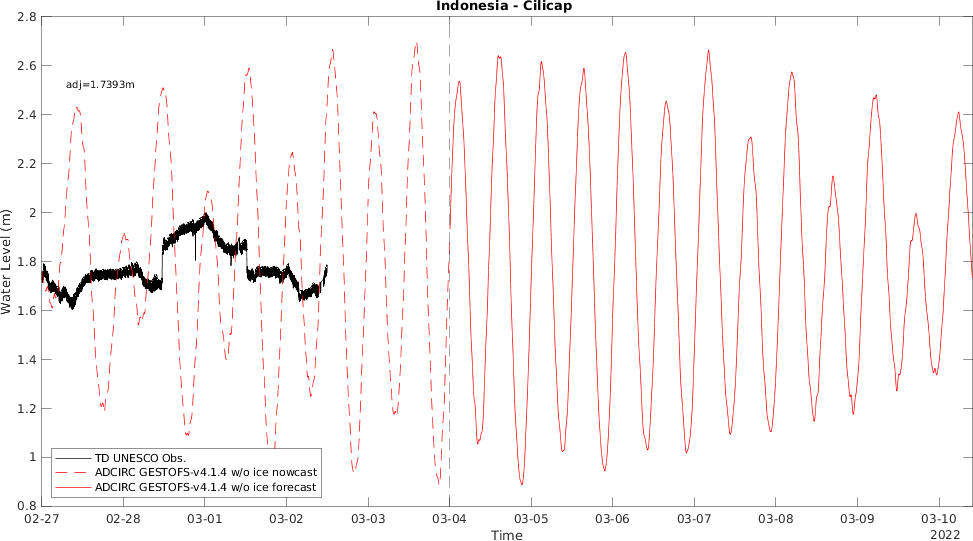 Indonesia - Cilicap
2.8
2.6
2.4
2.2
2
1.8
1.6
1.4
1.2
1
0.8
Water Level (m)
adj=1.7393m
TD UNESCO Obs.
ADCIRC GESTOFS-v4.1.4 w/o ice nowcast
ADCIRC GESTOFS-v4.1.4 w/o ice forecast
02-27 02-28 03-01 03-02 03-03 03-04 03-05 03-06 03-07 03-08 03-09 03-10
Time
2022